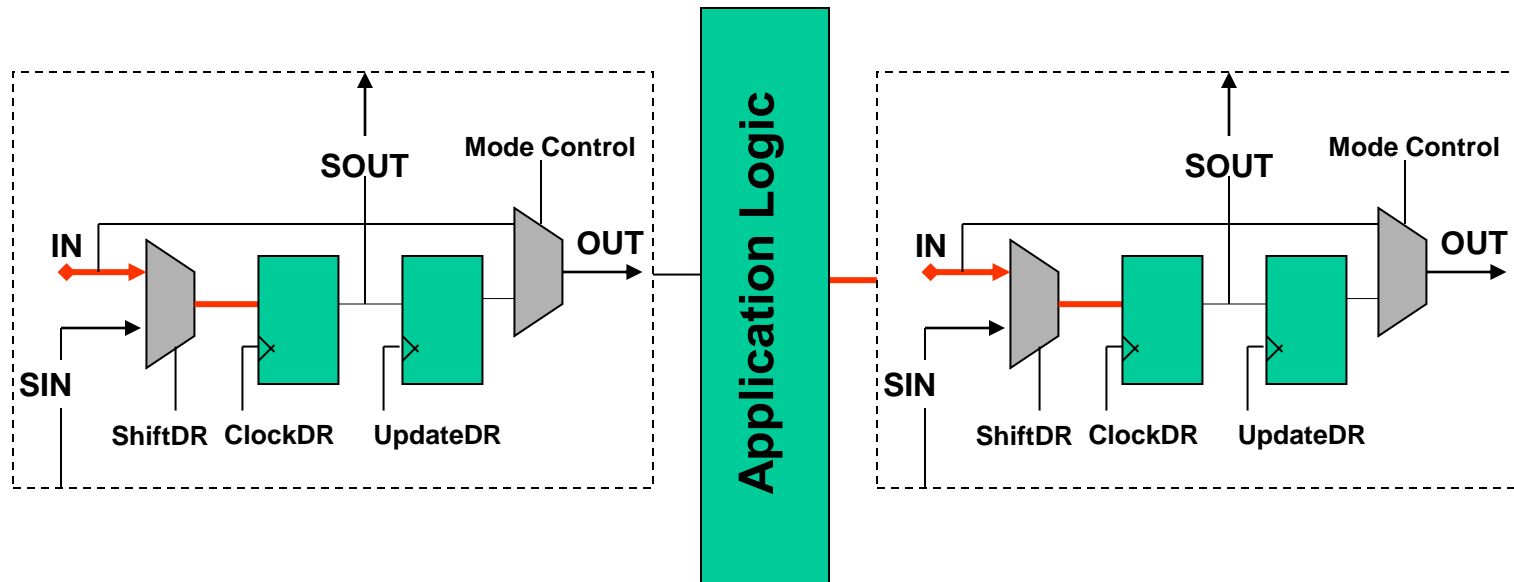 SOUT
Mode Control
IN
OUT
SIN
ShiftDR
ClockDR
UpdateDR
Application Logic
SOUT
Mode Control
IN
OUT
SIN
ShiftDR
ClockDR
UpdateDR